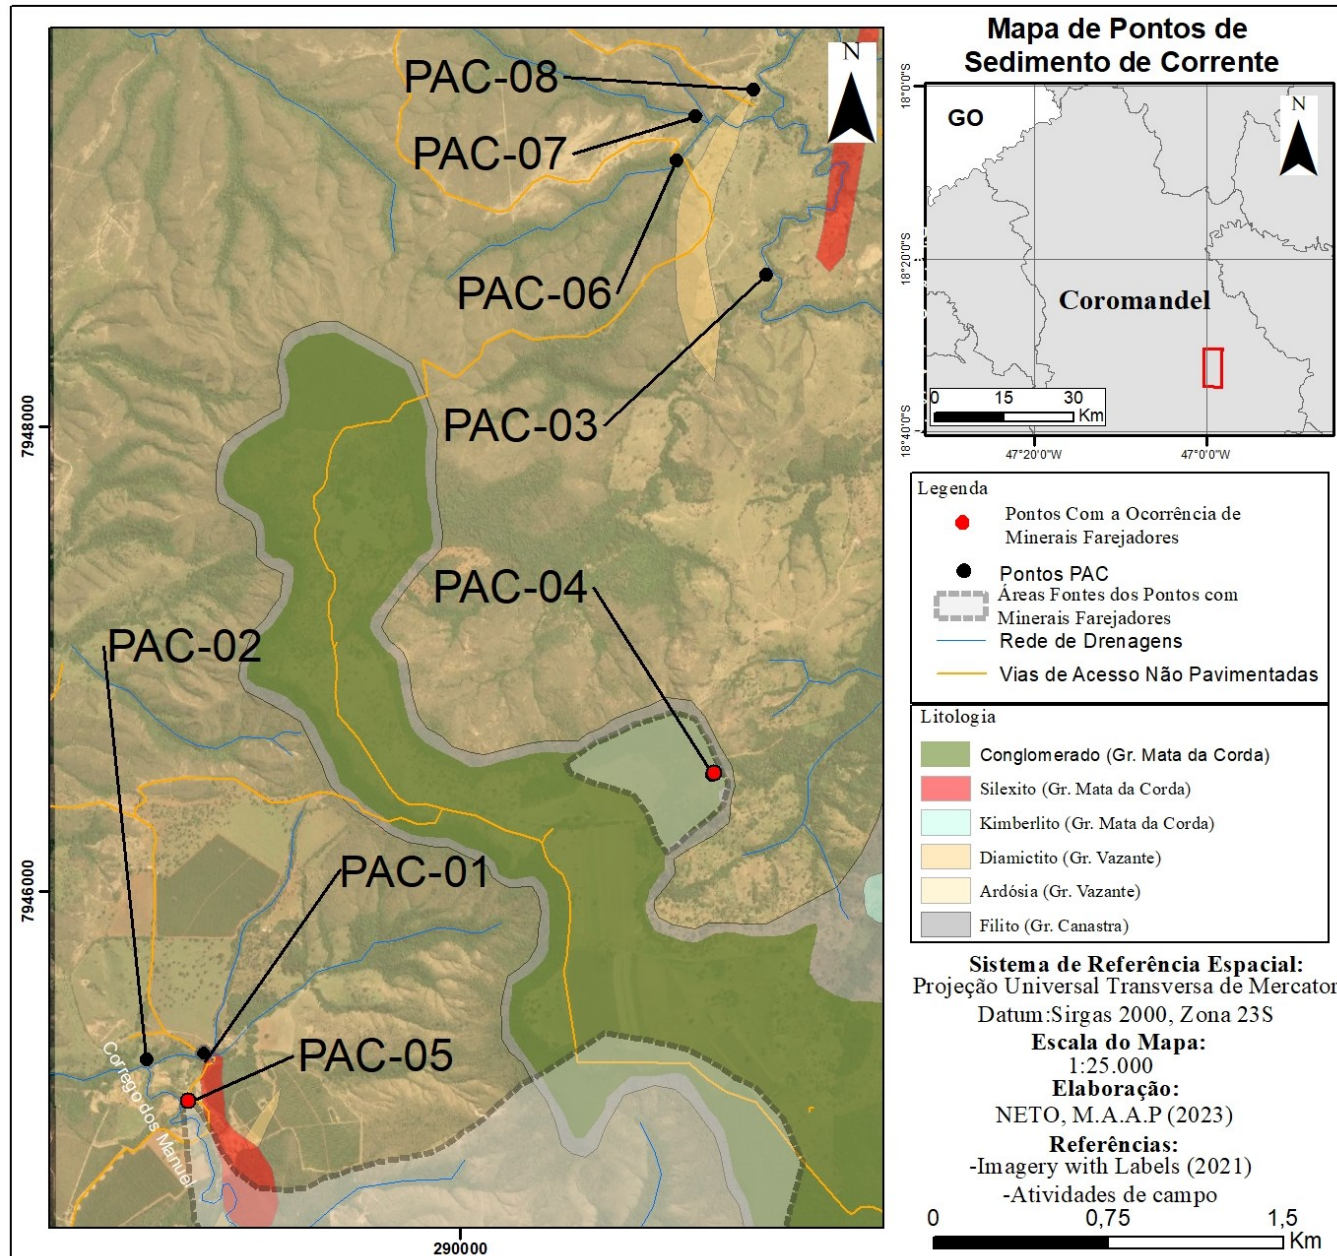 Mapa de Pontos de
Sedimento de Corrente
N
PAC-08
PAC-07
PAC-06
PAC-03
PAC-04
PAC-02
PAC-01
PAC-05
Corrego dos Manuel
7948000
7946000
290000
18°0'0"S
18°20'0"S
18°40'0"S
GO
N
Coromandel
0 15 30
Km
47°20'0"W 47°0'0"W
Legenda
Pontos Com a Ocorrência de
Minerais Farejadores
Pontos PAC
Áreas Fontes dos Pontos com
Minerais Farejadores
Rede de Drenagens
Vias de Acesso Não Pavimentadas
Litologia
Conglomerado (Gr. Mata da Corda)
Silexito (Gr. Mata da Corda)
Kimberlito (Gr. Mata da Corda)
Diamictito (Gr. Vazante)
Ardósia (Gr. Vazante)
Filito (Gr. Canastra)
Sistema de Referência Espacial:
Projeção Universal Transversa de Mercator
Datum:Sirgas 2000, Zona 23S
Escala do Mapa:
1:25.000
Elaboração:
NETO, M.A.A.P (2023)
Referências:
-Imagery with Labels (2021)
-Atividades de campo
0 0,75 1,5
Km